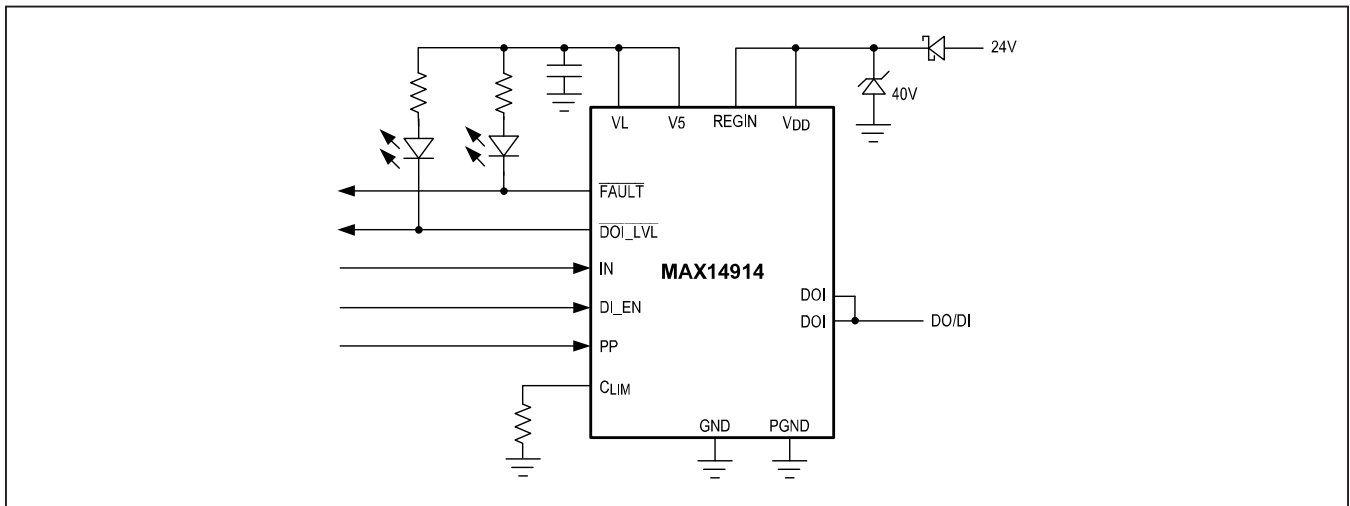 24V
40V
VL V5 REGIN VDD
FAULT
DOI_LVL
IN
MAX14914
DOI
DI_EN
DOI
DO/DI
PP
CLIM
GND PGND